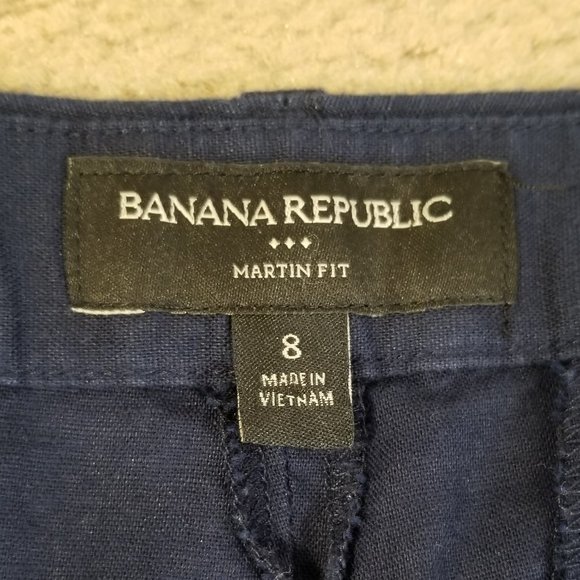 BANANA REPUBLIC
MARTIN FIT
8
MADE IN
VIETNAM